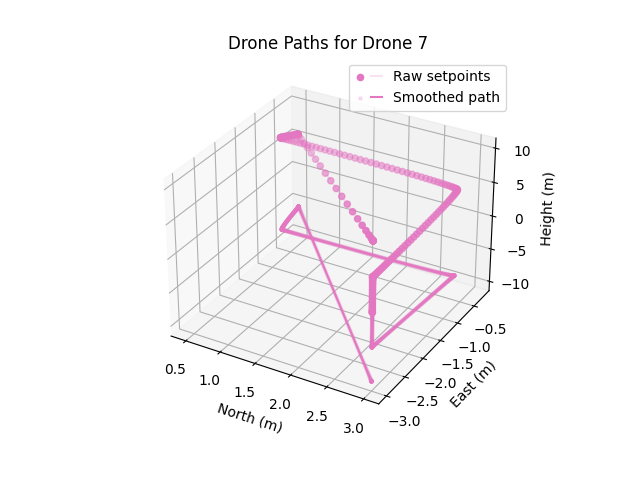 Drone Paths for Drone 7
Raw setpoints
Smoothed path
10
5
0
−5
−10
Height (m)
0.5
1.0
1.5
2.0
2.5
3.0
North (m)
−3.0
−2.5
−2.0
−1.5
−1.0
−0.5
East (m)